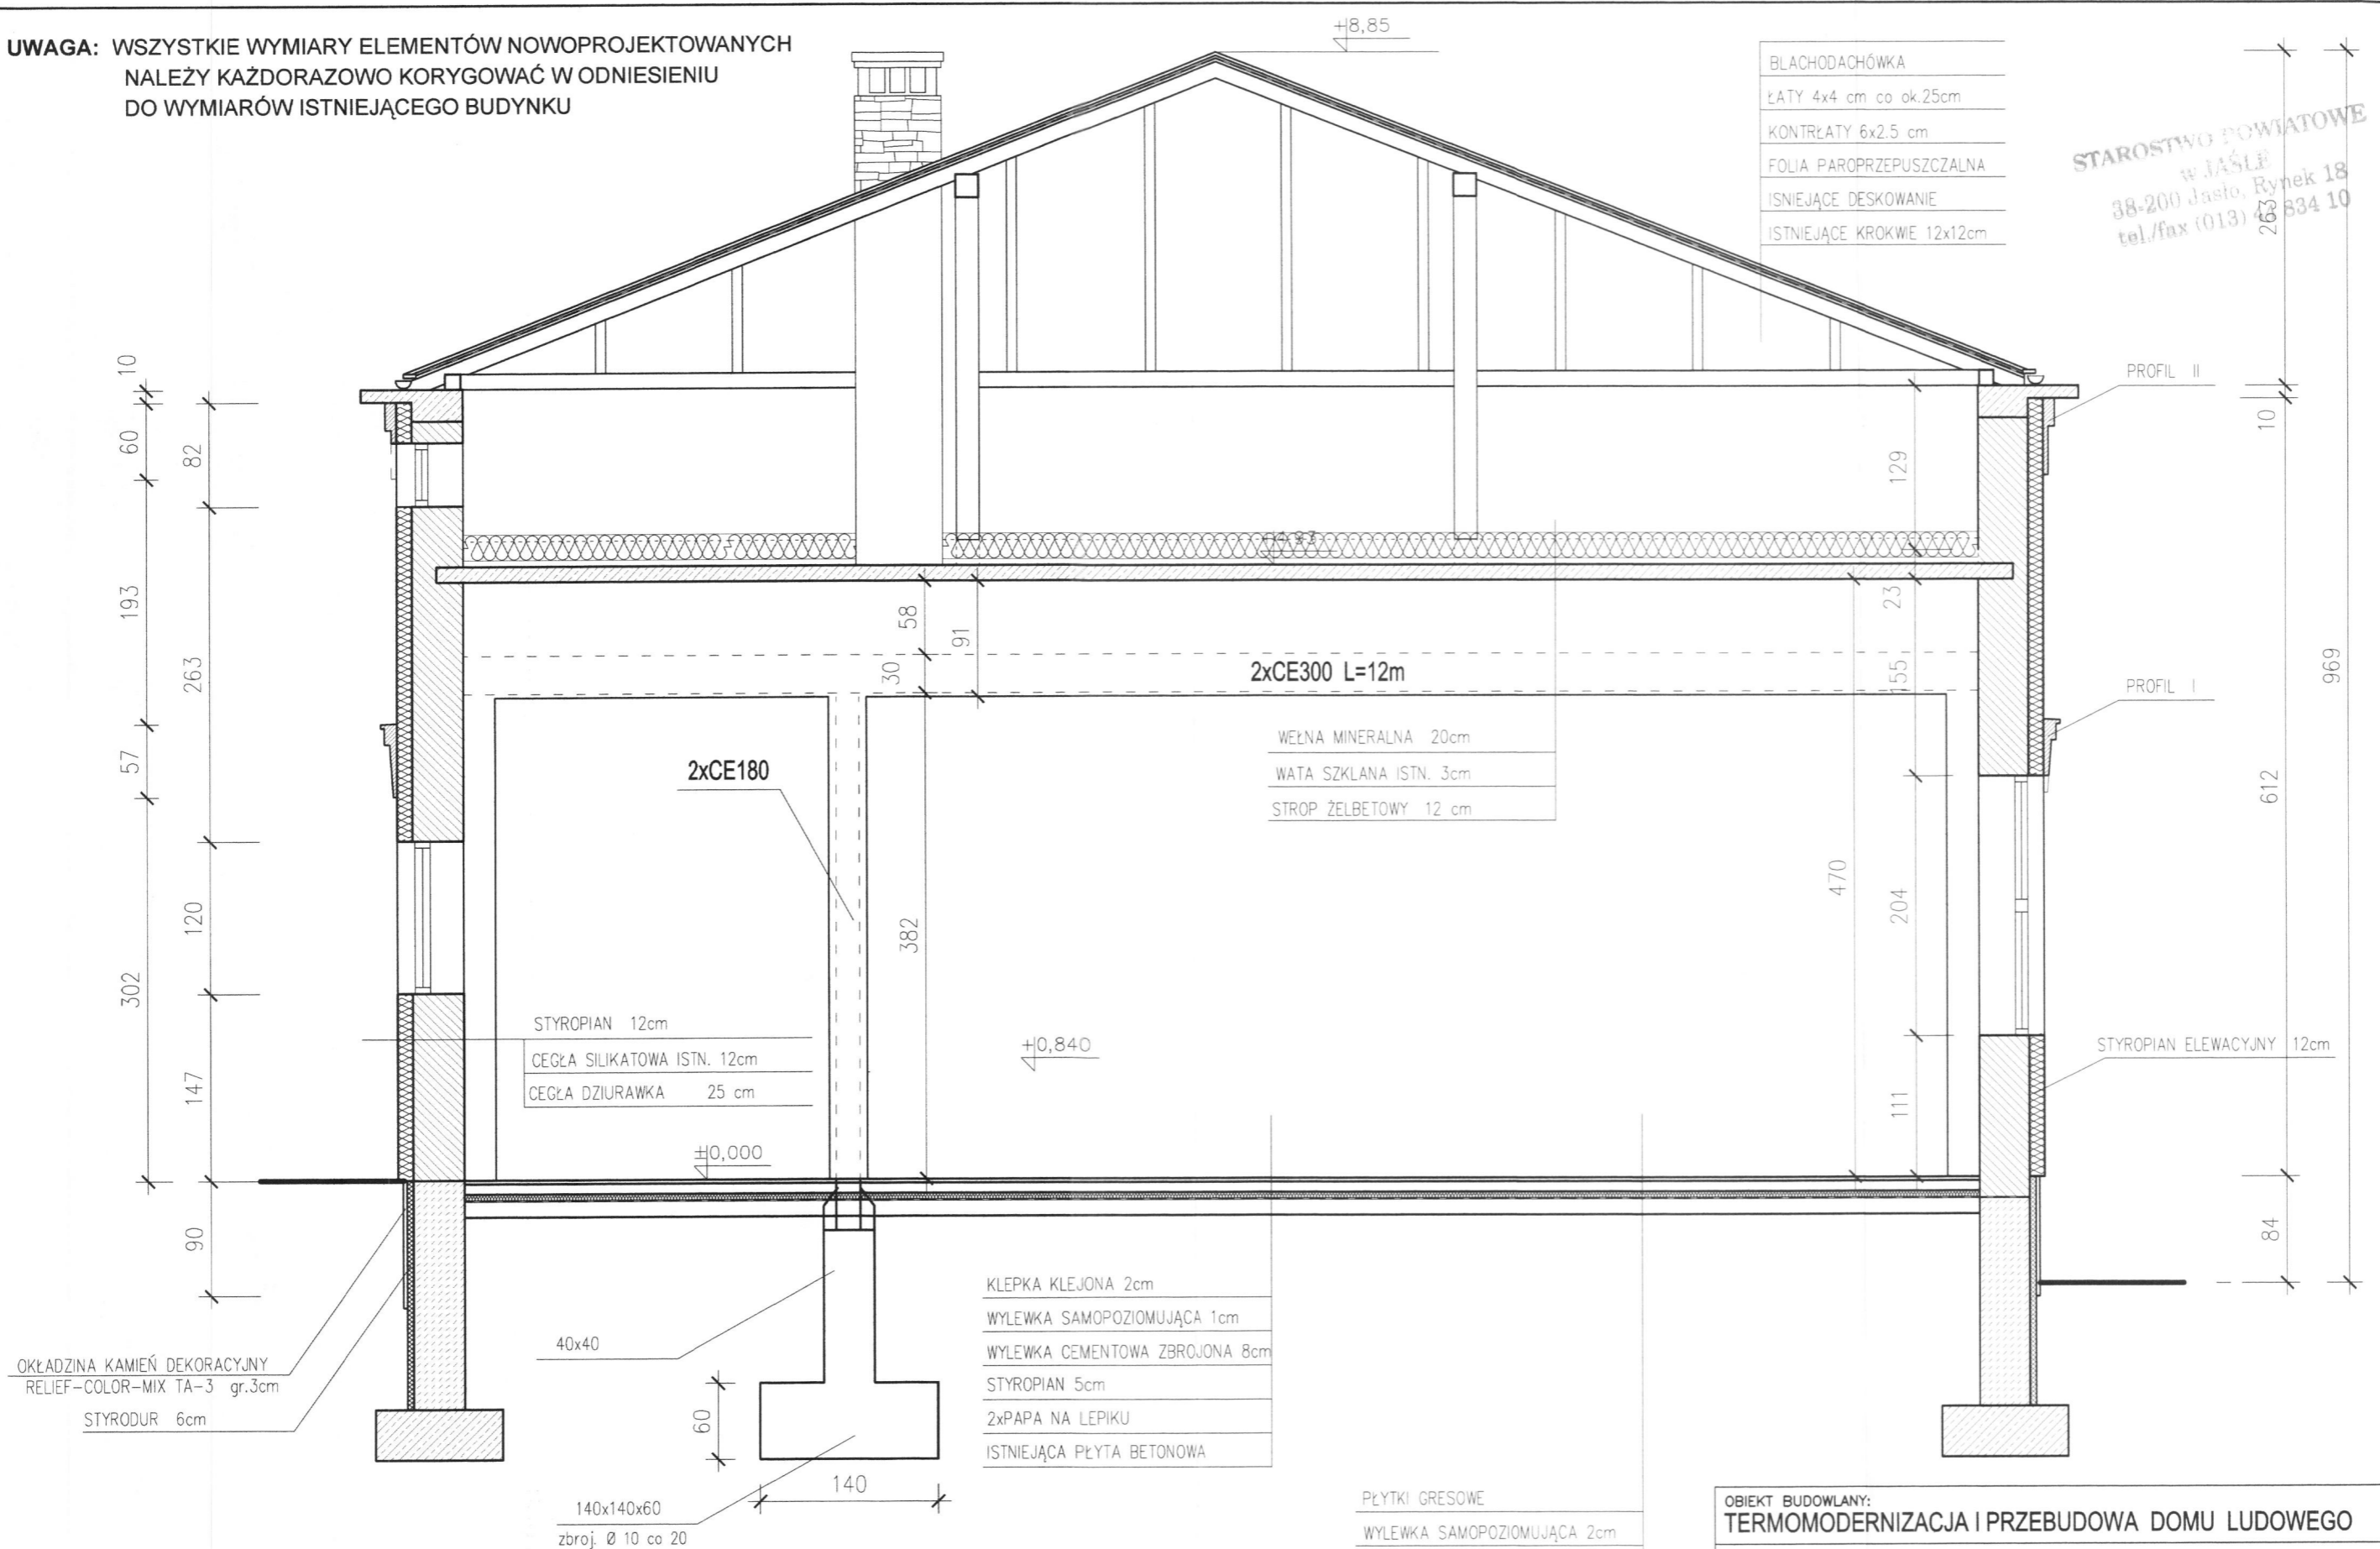 UWAGA: WSZYSTKIE WYMIARY ELEMENTÓW NOWOPROJEKTOWANYCH
NALEŻY KAŻDORAZOWO KORYGOWAĆ W ODNIESIENIU
DO WYMIARÓW ISTNIEJĄCEGO BUDYNKU
+8,85
BLACHODACHÓWKA
ŁATY 4x4 cm co ok.25cm
KONTRŁATY 6x2.5 cm
FOLIA PAROPRZEPUSZCZALNA
ISNIEJĄCE DESKOWANIE
ISTNIEJĄCE KROKWIE 12x12cm
STAROSTWO POWIATOWE
w JAŚLE
38-200 Jasło, Rynek 18
tel./fax (013) 44 834 10
263
10
60
82
193
263
57
120
302
147
90
PROFIL II
10
129
+4,93
23
58
91
30
155
2xCE300 L=12m
969
PROFIL I
612
2xCE180
WEŁNA MINERALNA 20cm
WATA SZKLANA ISTN. 3cm
STROP ŻELBETOWY 12 cm
470
204
382
111
STYROPIAN 12cm
CEGŁA SILIKATOWA ISTN. 12cm
CEGŁA DZIURAWKA 25 cm
+0,840
STYROPIAN ELEWACYJNY 12cm
±0,000
84
OKŁADZINA KAMIEŃ DEKORACYJNY
RELIEF-COLOR-MIX TA-3 gr.3cm
STYRODUR 6cm
40x40
60
140
140x140x60
zbroj. Ø 10 co 20
KLEPKA KLEJONA 2cm
WYLEWKA SAMOPOZIOMUJĄCA 1cm
WYLEWKA CEMENTOWA ZBROJONA 8cm
STYROPIAN 5cm
2xPAPA NA LEPIKU
ISTNIEJĄCA PŁYTA BETONOWA
PŁYTKI GRESOWE
WYLEWKA SAMOPOZIOMUJĄCA 2cm
OBIEKT BUDOWLANY:
TERMOMODERNIZACJA I PRZEBUDOWA DOMU LUDOWEGO